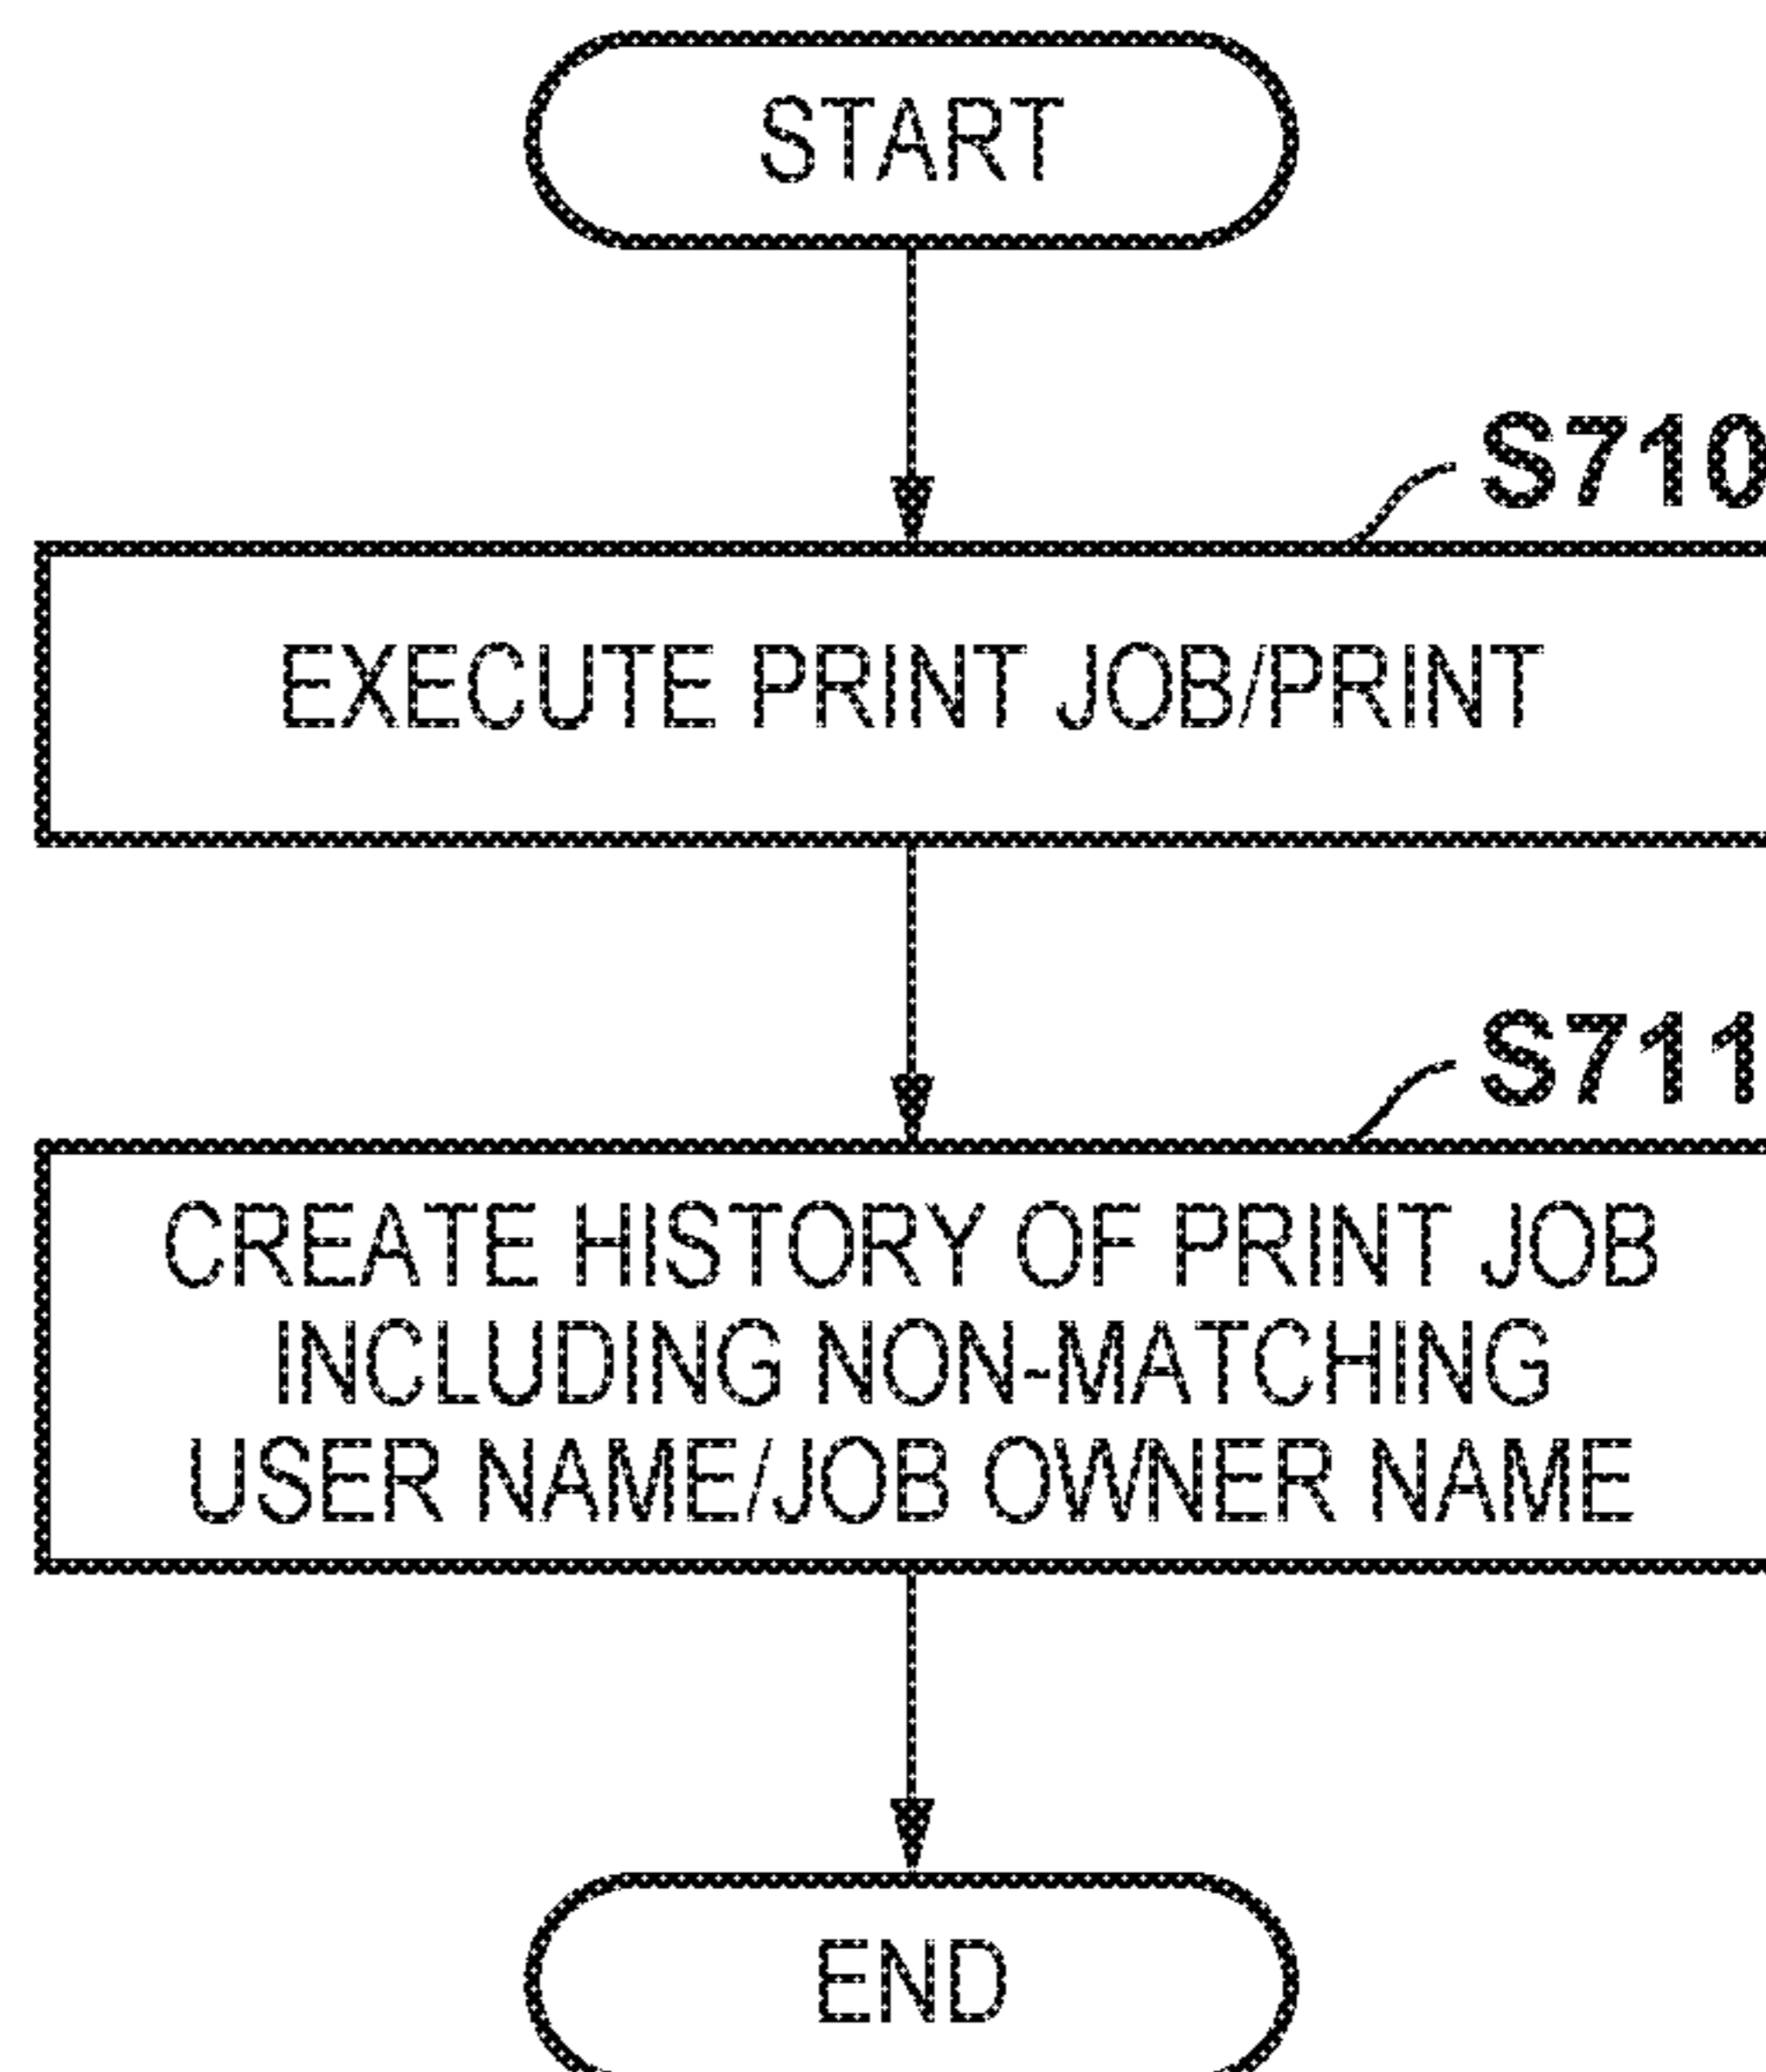 START
S710
EXECUTE PRINT JOB/PRINT
S711
CREATE HISTORY OF PRINT JOB
INCLUDING NON-MATCHING
USER NAME/JOB OWNER NAME
END